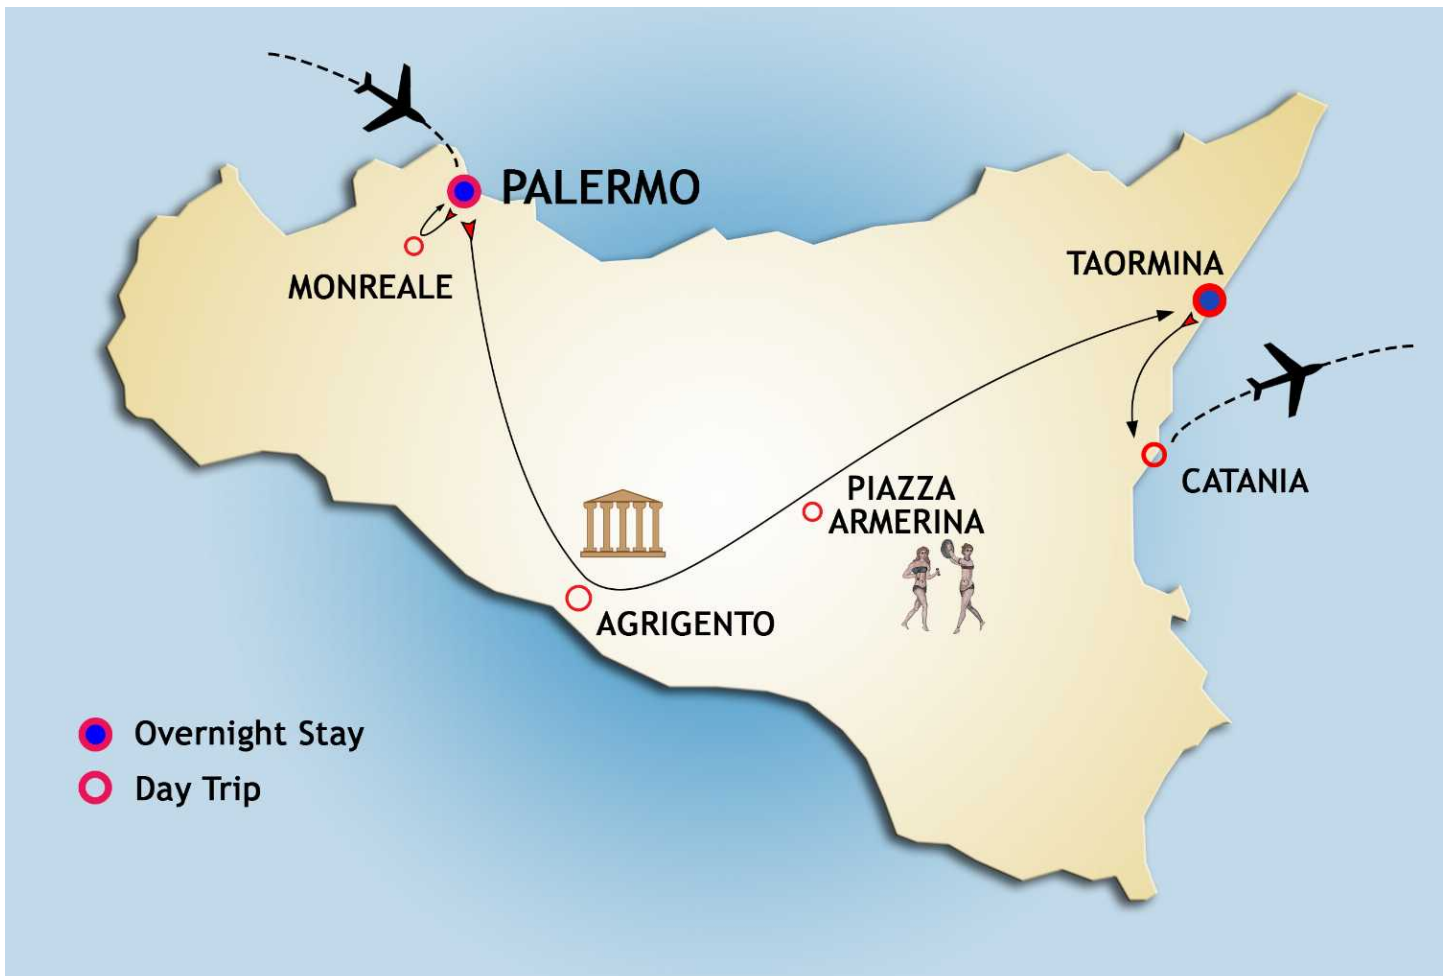 PALERMO
MONREALE
TAORMINA
CATANIA
PIAZZA
ARMERINA
AGRIGENTO
Overnight Stay
Day Trip